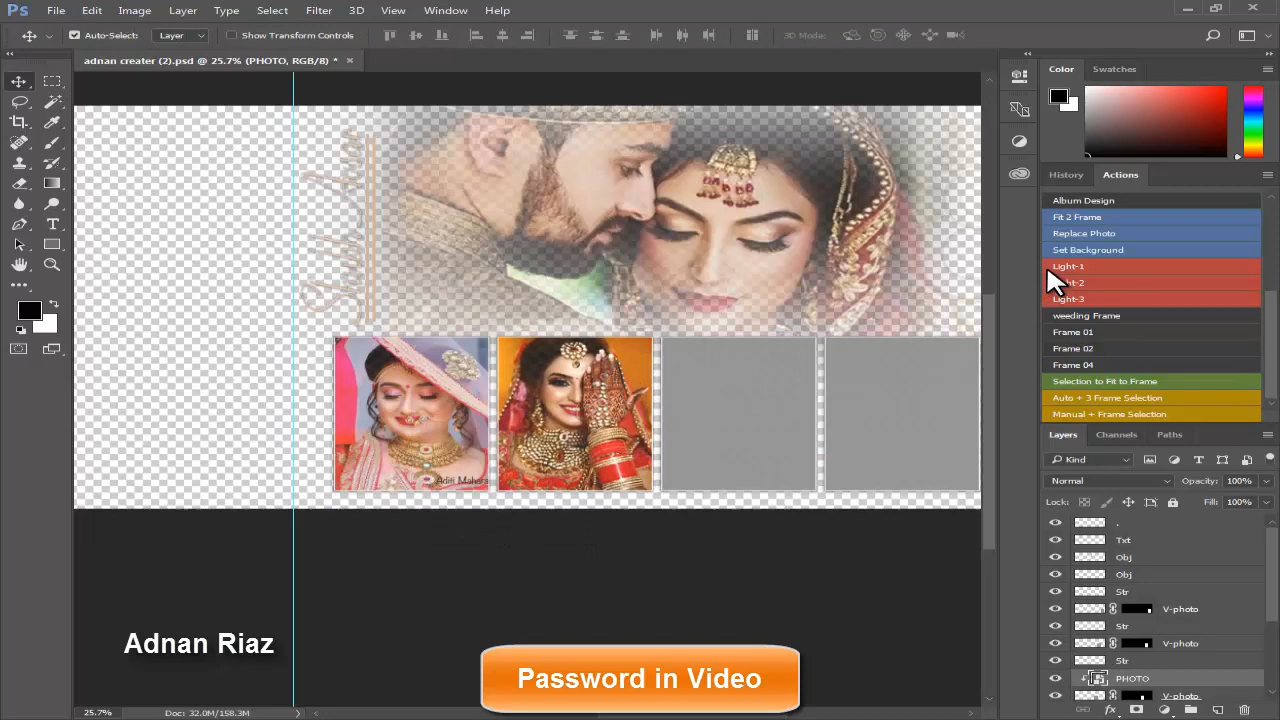 Ps File Edit Image Layer Type Select Filter 3D View Window Help
Auto-Select: Layer Show Transform Controls 3D Mode:
adnan creater (2).psd @ 25.7% (PHOTO, RGB/8) * ×
Color Swatches
History Actions
Album Design
Fit 2 Frame
Replace Photo
Set Background
Light-1
-2
Light-3
weeding Frame
Frame 01
Frame 02
Frame 04
Selection to Fit to Frame
Auto + 3 Frame Selection
Manual + Frame Selection
Layers Channels Paths
Kind
Normal Opacity: 100%
Lock: Fill: 100%
.
Txt
Obj
Obj
Str
V-photo
Str
V-photo
Str
PHOTO
V-photo
Adnan Riaz
Password in Video
25.7% Doc: 32.0M/158.3M